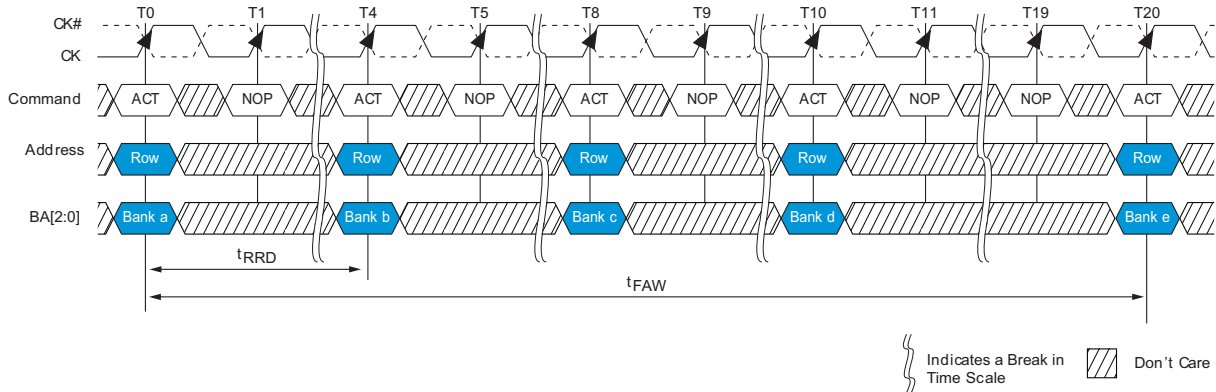 T0 T1 T4 T5 T8 T9 T10 T11 T19 T20
CK#
CK
Command ACT NOP ACT NOP ACT NOP ACT NOP NOP ACT
Address Row Row Row Row Row
BA[2:0] Bank a Bank b Bank c Bank d Bank e
tRRD
tFAW
Indicates a Break in
Time Scale
Don't Care